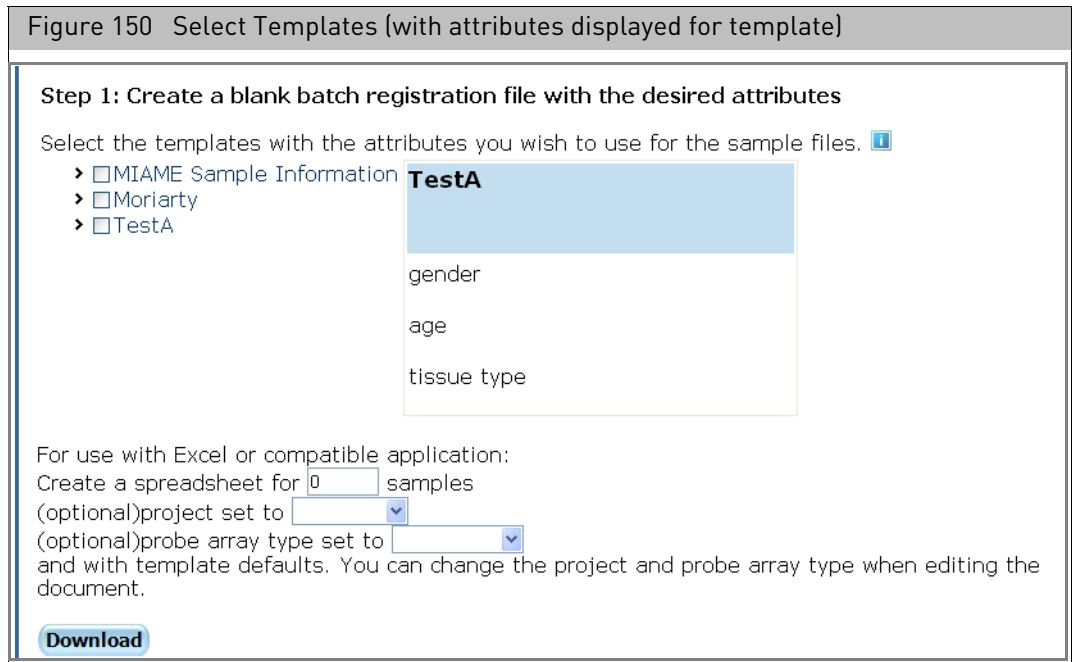 Figure 150 Select Templates (with attributes displayed for template)
Step 1: Create a blank batch registration file with the desired attributes
Select the templates with the attributes you wish to use for the sample files. i
MIAME Sample Information
Moriarty
TestA
TestA
gender
age
tissue type
For use with Excel or compatible application:
Create a spreadsheet for 0 samples
(optional)project set to
(optional)probe array type set to
and with template defaults. You can change the project and probe array type when editing the
document.
Download